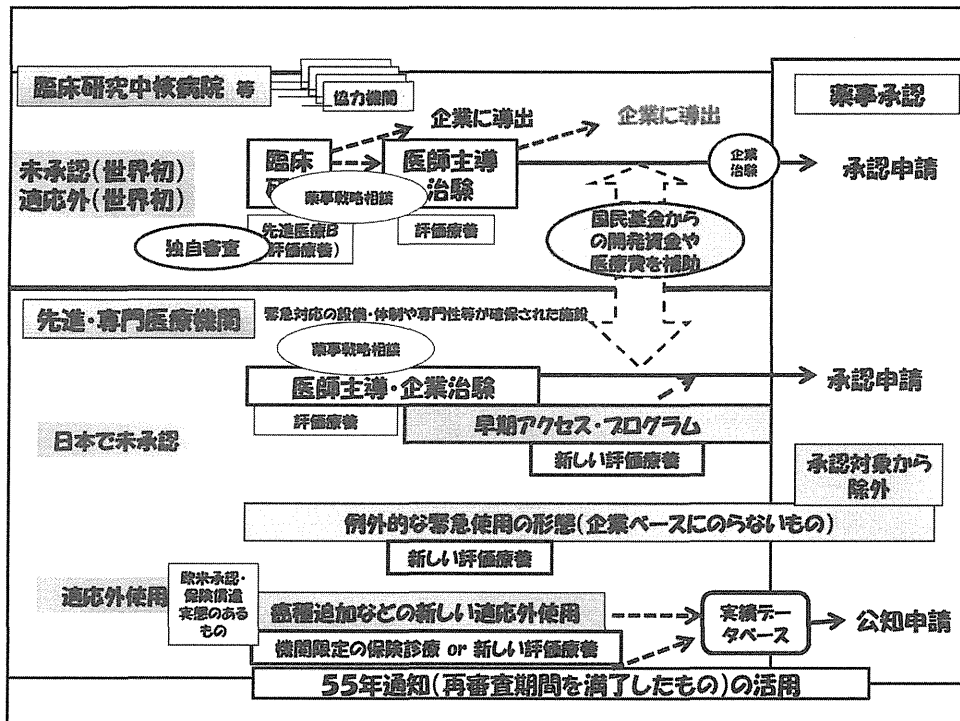 臨床研究中核病院 等
協力機関
薬事承認
企業に導出
企業に導出
未承認(世界初)
適応外(世界初)
臨床
医師主導
治験
薬事戦略相談
企業
治験
承認申請
独自審査
先進医療B
評価療養)
評価療養
国民基金から
の開発資金や
医療費を補助
先進・専門医療機関
緊急対応の設備・体制や専門性等が確保された施設
薬事戦略相談
医師主導・企業治験
承認申請
評価療養
早期アクセス・プログラム
日本で未承認
新しい評価療養
承認対象から
除外
例外的な緊急使用の形態(企業ベースにのらないもの)
新しい評価療養
適応外使用
欧米承認・
保険償還
実態のある
もの
癌種追加などの新しい適応外使用
実績デー
タベース
公知申請
機関限定の保険診療 or 新しい評価療養
55年通知(再審査期間を満了したもの)の活用